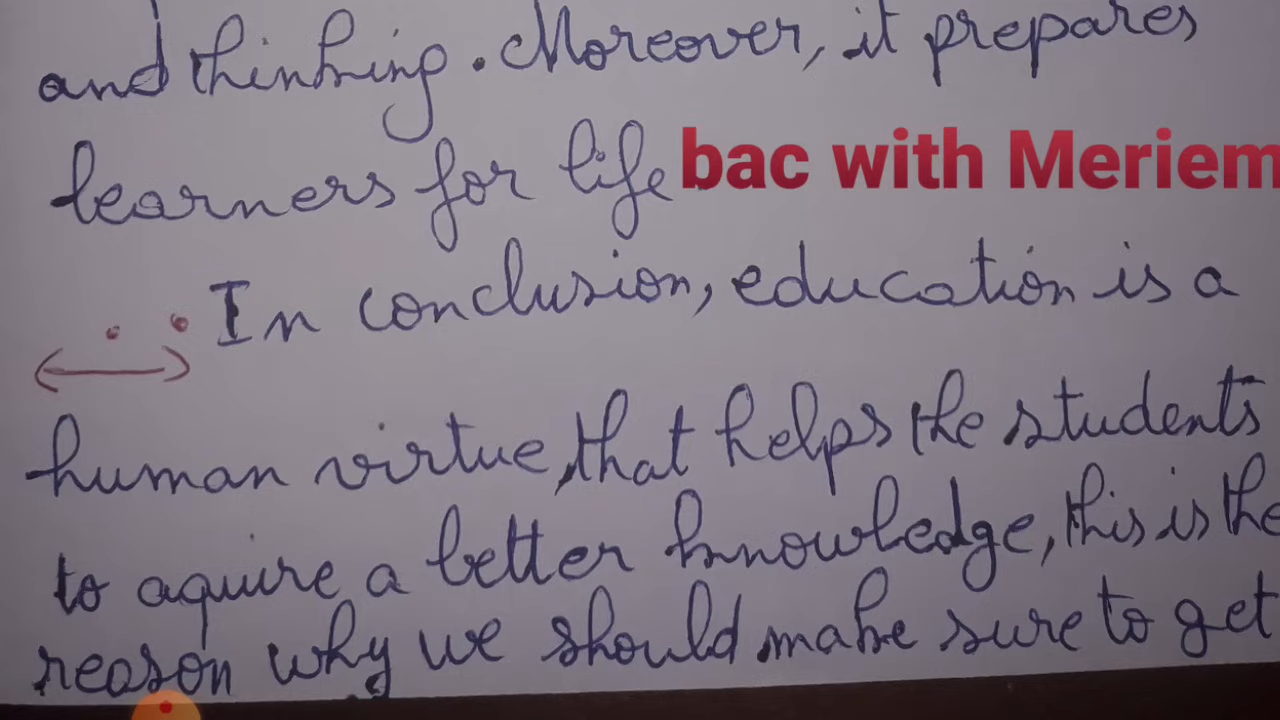 and thinking. Moreover, it prepares
learners for life bac with Meriem
In conclusion, education is a
human virtue, that helps the students
to aquire a better knowledge, this is the
reason why we should make sure to get